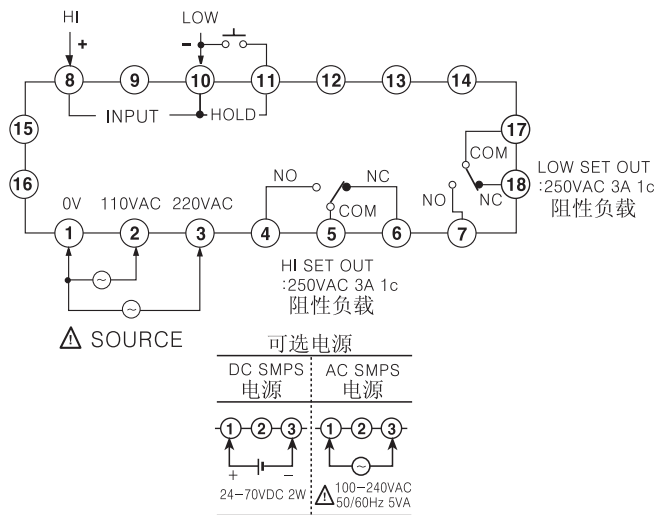 HI
LOW
+
-
8
9
10
11
12
13
14
INPUT
HOLD
15
17
COM
16
18
NC
NO
LOW SET OUT
:250VAC 3A 1c
阻性负载
0V
110VAC
220VAC
NO
NC
COM
1
2
3
4
5
6
7
~
~
HI SET OUT
:250VAC 3A 1c
阻性负载
! SOURCE
可选电源
DC SMPS
电源
AC SMPS
电源
1
2
3
1
2
3
+
−
~
24-70VDC 2W
! 100-240VAC
50/60Hz 5VA